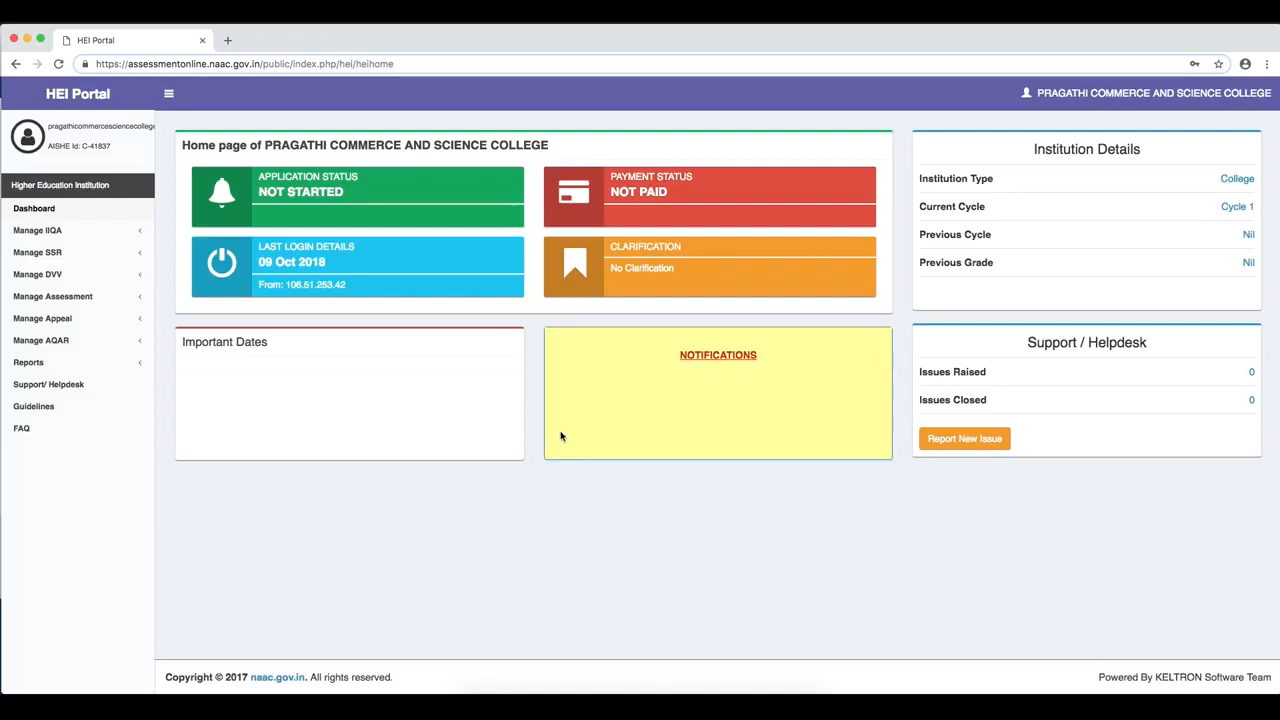 HEI Portal
https://assessmentonline.naac.gov.in/public/index.php/hei/heihome
HEI Portal
PRAGATHI COMMERCE AND SCIENCE COLLEGE
pragathicommercesciencecollege
AISHE Id: C-41637
Higher Education Institution
Dashboard
Manage IIQA
Manage SSR
Manage DVV
Manage Assessment
Manage Appeal
Manage AQAR
Reports
Support/ Helpdesk
Guidelines
FAQ
Home page of PRAGATHI COMMERCE AND SCIENCE COLLEGE
APPLICATION STATUS
NOT STARTED
PAYMENT STATUS
NOT PAID
LAST LOGIN DETAILS
09 Oct 2018
From: 106.51.253.42
CLARIFICATION
No Clarification
Important Dates
NOTIFICATIONS
Institution Details
Institution Type College
Current Cycle Cycle 1
Previous Cycle Nil
Previous Grade Nil
Support / Helpdesk
Issues Raised 0
Issues Closed 0
Report New Issue
Copyright © 2017 naac.gov.in. All rights reserved.
Powered By KELTRON Software Team